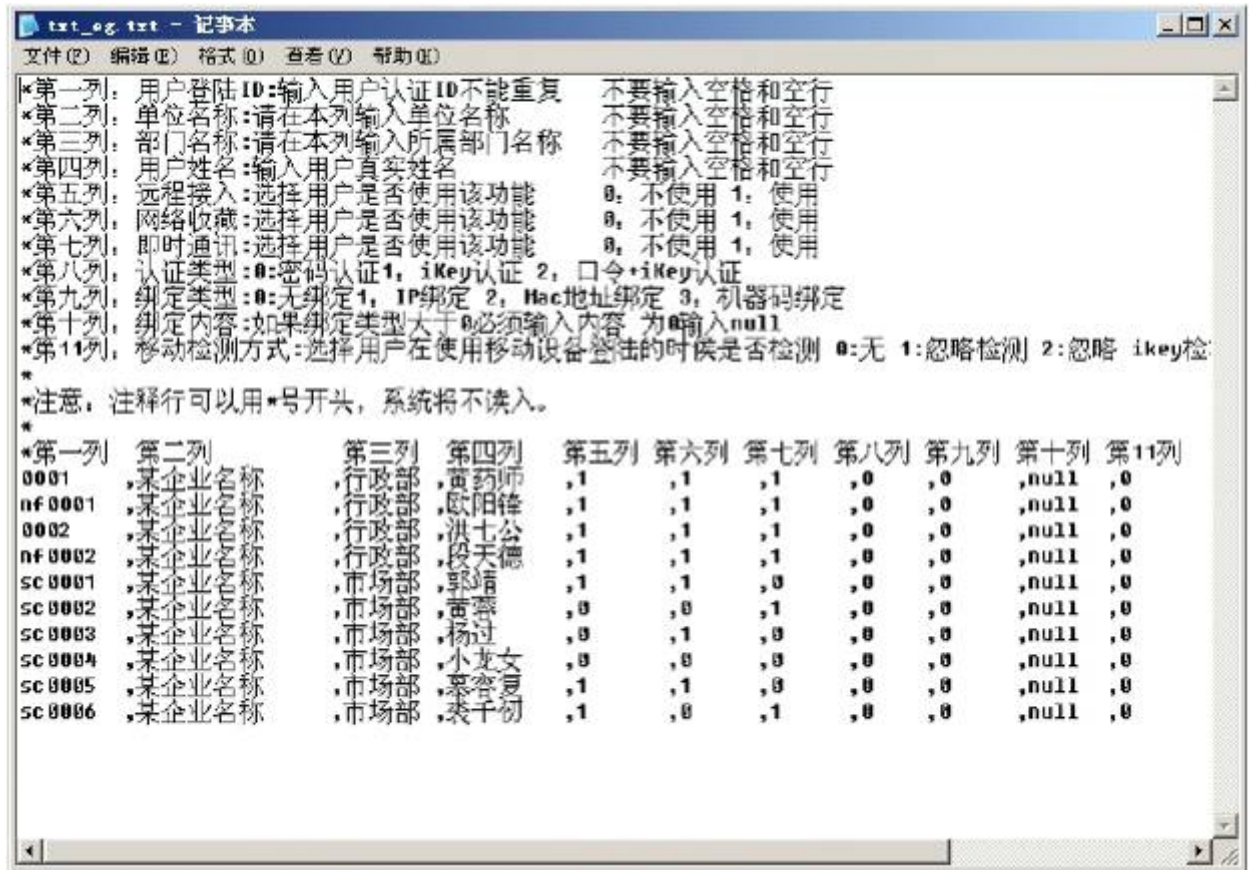 txt_eg.txt - 记事本
文件(F) 编辑(E) 格式(O) 查看(V) 帮助(H)
*第一列：用户登陆ID:输入用户认证ID不能重复 不要输入空格和空行
*第二列：单位名称:请在本列输入单位名称 不要输入空格和空行
*第三列：部门名称:请在本列输入所属部门名称 不要输入空格和空行
*第四列：用户姓名:输入用户真实姓名 不要输入空格和空行
*第五列：远程接入:选择用户是否使用该功能 0：不使用 1：使用
*第六列：网络收藏:选择用户是否使用该功能 0：不使用 1：使用
*第七列：即时通讯:选择用户是否使用该功能 0：不使用 1：使用
*第八列：认证类型:0:密码认证1：iKey认证 2：口令+iKey认证
*第九列：绑定类型:0:无绑定1：IP绑定 2：Mac地址绑定 3：机器码绑定
*第十列：绑定内容:如果绑定类型大于0必须输入内容 为0输入null
*第11列：移动检测方式:选择用户在使用移动设备登陆的时候是否检测 0:无 1:忽略检测 2:忽略 ikey检
*
*注意：注释行可以用*号开头，系统将不读入。
*
*第一列 第二列 第三列 第四列 第五列 第六列 第七列 第八列 第九列 第十列 第11列
0001 ,某企业名称 ,行政部 ,黄药师 ,1 ,1 ,1 ,0 ,0 ,null ,0
nf0001 ,某企业名称 ,行政部 ,欧阳锋 ,1 ,1 ,1 ,0 ,0 ,null ,0
0002 ,某企业名称 ,行政部 ,洪七公 ,1 ,1 ,1 ,0 ,0 ,null ,0
nf0002 ,某企业名称 ,行政部 ,段天德 ,1 ,1 ,1 ,0 ,0 ,null ,0
sc0001 ,某企业名称 ,市场部 ,郭靖 ,1 ,1 ,0 ,0 ,0 ,null ,0
sc0002 ,某企业名称 ,市场部 ,黄蓉 ,0 ,0 ,1 ,0 ,0 ,null ,0
sc0003 ,某企业名称 ,市场部 ,杨过 ,0 ,1 ,0 ,0 ,0 ,null ,0
sc0004 ,某企业名称 ,市场部 ,小龙女 ,0 ,0 ,0 ,0 ,0 ,null ,0
sc0005 ,某企业名称 ,市场部 ,慕容复 ,1 ,1 ,0 ,0 ,0 ,null ,0
sc0006 ,某企业名称 ,市场部 ,裘千仞 ,1 ,0 ,1 ,0 ,0 ,null ,0